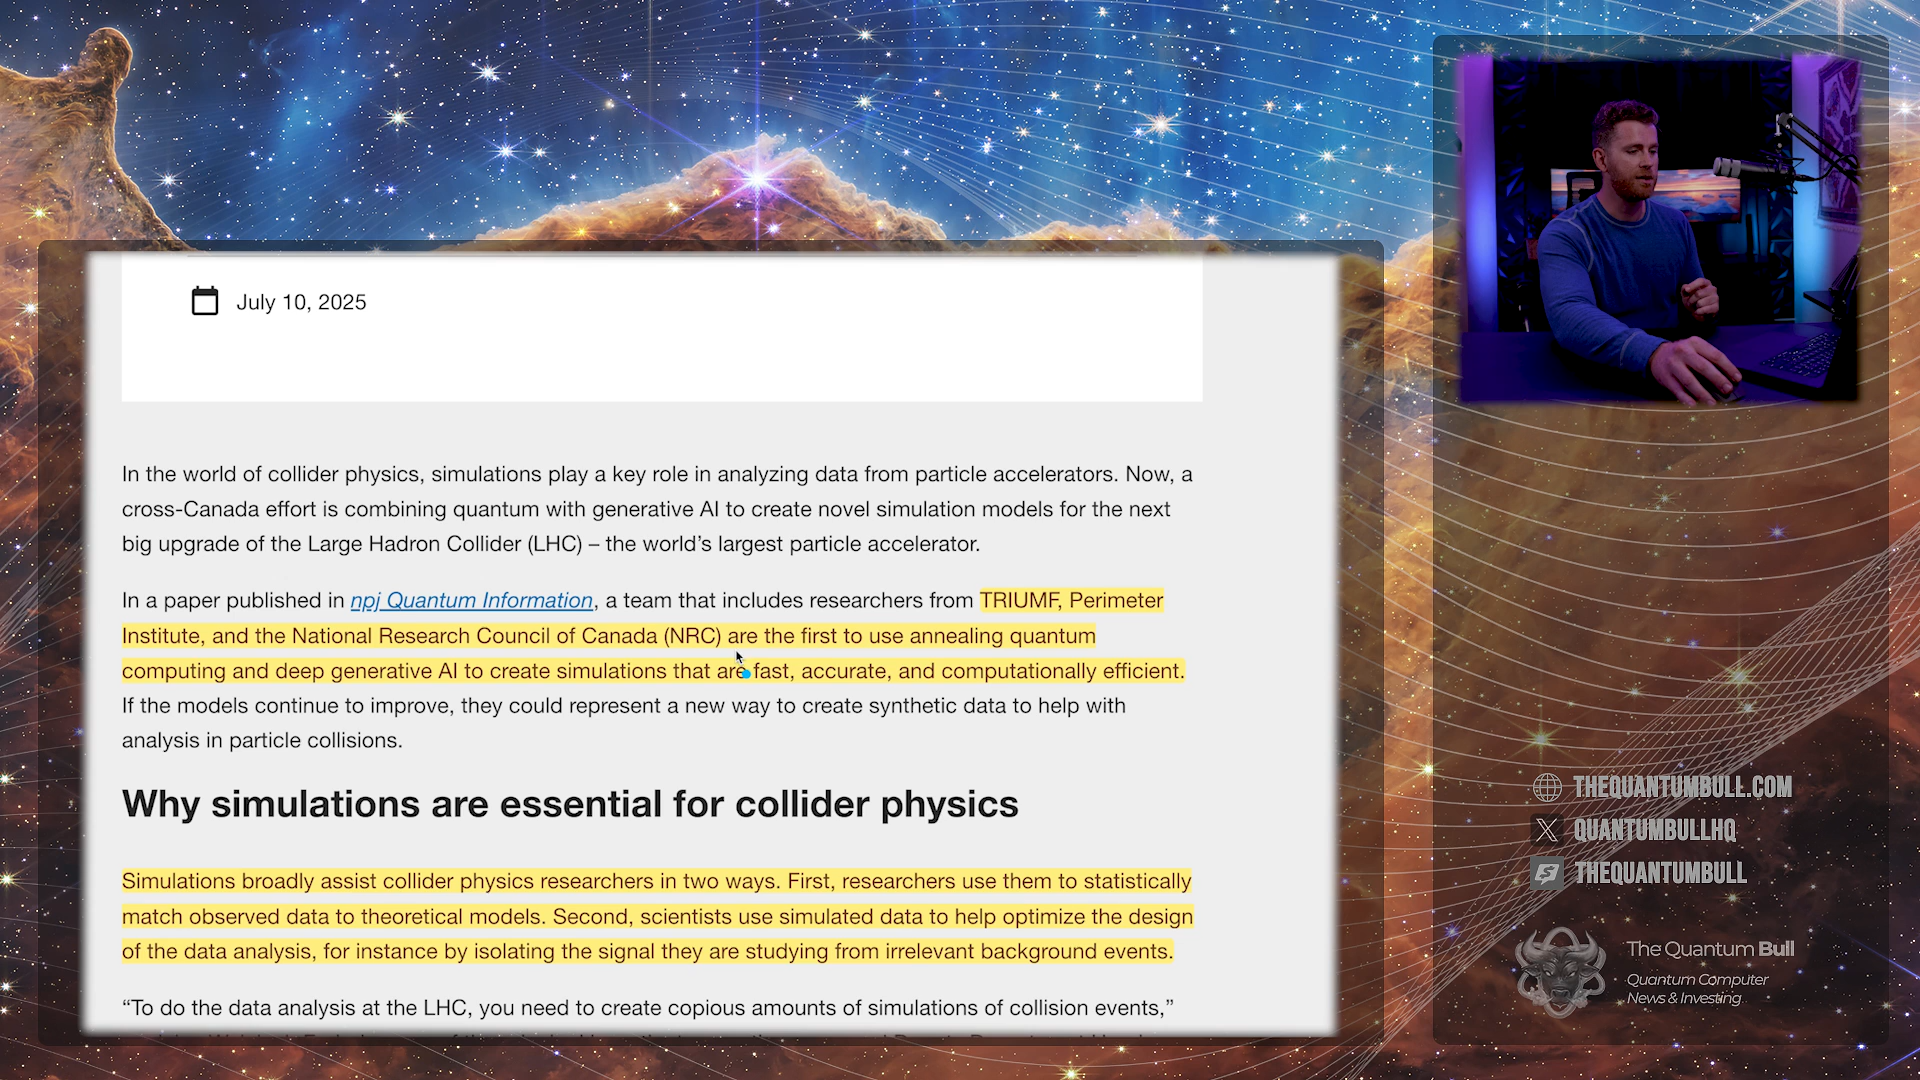 July 10, 2025
In the world of collider physics, simulations play a key role in analyzing data from particle accelerators. Now, a
cross-Canada effort is combining quantum with generative AI to create novel simulation models for the next
big upgrade of the Large Hadron Collider (LHC) – the world’s largest particle accelerator.
In a paper published in npj Quantum Information, a team that includes researchers from TRIUMF, Perimeter
Institute, and the National Research Council of Canada (NRC) are the first to use annealing quantum
computing and deep generative AI to create simulations that are fast, accurate, and computationally efficient.
If the models continue to improve, they could represent a new way to create synthetic data to help with
analysis in particle collisions.
Why simulations are essential for collider physics
Simulations broadly assist collider physics researchers in two ways. First, researchers use them to statistically
match observed data to theoretical models. Second, scientists use simulated data to help optimize the design
of the data analysis, for instance by isolating the signal they are studying from irrelevant background events.
“To do the data analysis at the LHC, you need to create copious amounts of simulations of collision events,”
THEQUANTUMBULL.COM
QUANTUMBULLHQ
THEQUANTUMBULL
The Quantum Bull
Quantum Computer
News & Investing